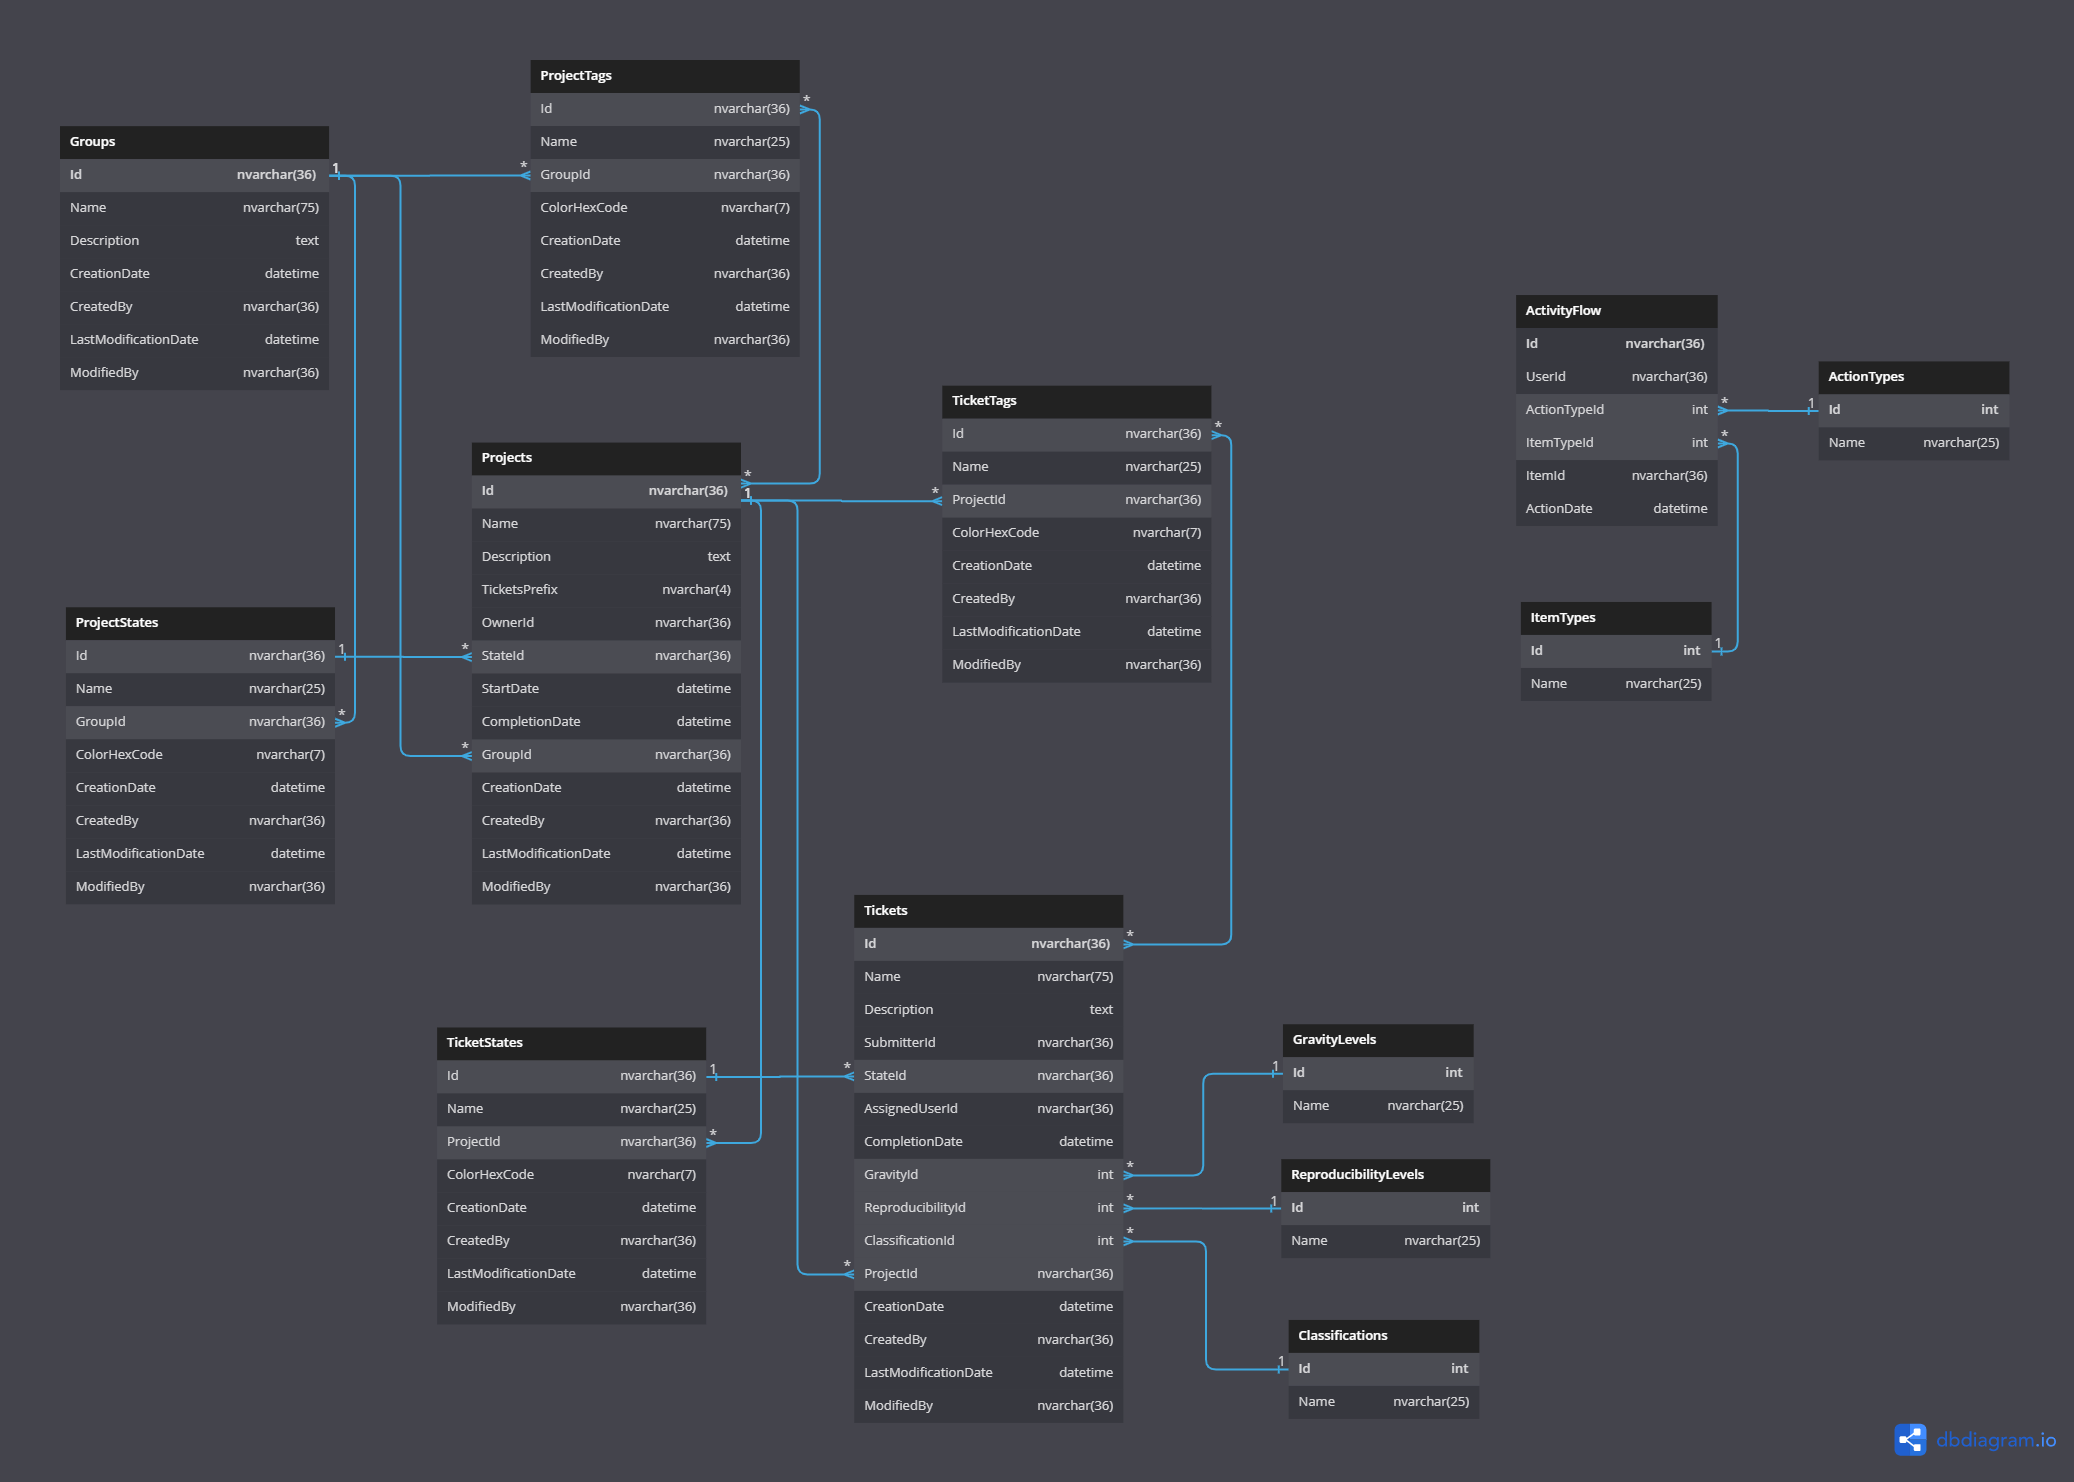 ProjectTags
Id nvarchar(36) *
Name nvarchar(25)
* GroupId nvarchar(36)
ColorHexCode nvarchar(7)
CreationDate datetime
CreatedBy nvarchar(36)
LastModificationDate datetime
ModifiedBy nvarchar(36)
Groups
Id nvarchar(36) 1
Name nvarchar(75)
Description text
CreationDate datetime
CreatedBy nvarchar(36)
LastModificationDate datetime
ModifiedBy nvarchar(36)
ActivityFlow
Id nvarchar(36)
UserId nvarchar(36)
ActionTypeId int *
ItemTypeId int *
ItemId nvarchar(36)
ActionDate datetime
ActionTypes
1 Id int
Name nvarchar(25)
TicketTags
Id nvarchar(36) *
Name nvarchar(25)
* ProjectId nvarchar(36)
ColorHexCode nvarchar(7)
CreationDate datetime
CreatedBy nvarchar(36)
LastModificationDate datetime
ModifiedBy nvarchar(36)
Projects
*
Id nvarchar(36) 1
Name nvarchar(75)
Description text
TicketsPrefix nvarchar(4)
OwnerId nvarchar(36)
* StateId nvarchar(36)
StartDate datetime
CompletionDate datetime
* GroupId nvarchar(36)
CreationDate datetime
CreatedBy nvarchar(36)
LastModificationDate datetime
ModifiedBy nvarchar(36)
ItemTypes
Id int 1
Name nvarchar(25)
ProjectStates
Id nvarchar(36) 1
Name nvarchar(25)
GroupId nvarchar(36) *
ColorHexCode nvarchar(7)
CreationDate datetime
CreatedBy nvarchar(36)
LastModificationDate datetime
ModifiedBy nvarchar(36)
Tickets
Id nvarchar(36) *
Name nvarchar(75)
Description text
SubmitterId nvarchar(36)
* StateId nvarchar(36)
AssignedUserId nvarchar(36)
CompletionDate datetime
GravityId int *
ReproducibilityId int *
ClassificationId int *
* ProjectId nvarchar(36)
CreationDate datetime
CreatedBy nvarchar(36)
LastModificationDate datetime
ModifiedBy nvarchar(36)
TicketStates
Id nvarchar(36) 1
Name nvarchar(25)
ProjectId nvarchar(36) *
ColorHexCode nvarchar(7)
CreationDate datetime
CreatedBy nvarchar(36)
LastModificationDate datetime
ModifiedBy nvarchar(36)
GravityLevels
1 Id int
Name nvarchar(25)
ReproducibilityLevels
1 Id int
Name nvarchar(25)
Classifications
1 Id int
Name nvarchar(25)
dbdiagram.io